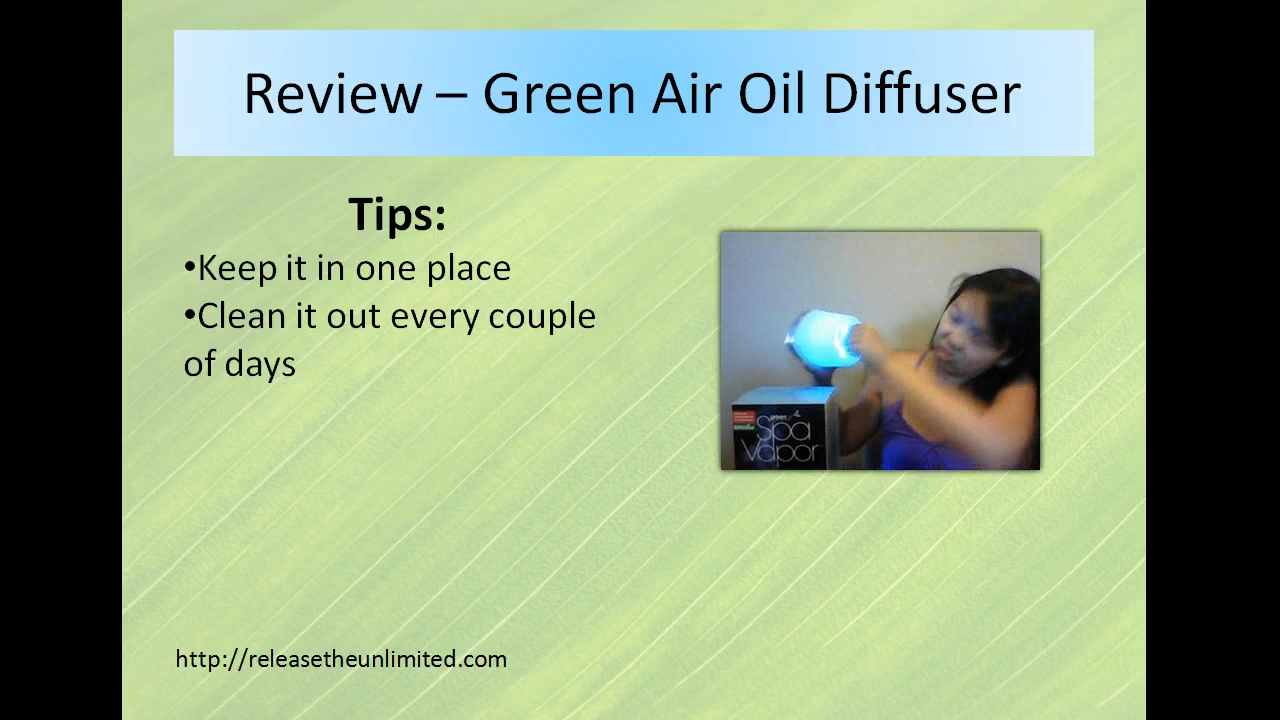 Review – Green Air Oil Diffuser
Tips:
•Keep it in one place
•Clean it out every couple
of days
Spa
Vapor
http://releasetheunlimited.com